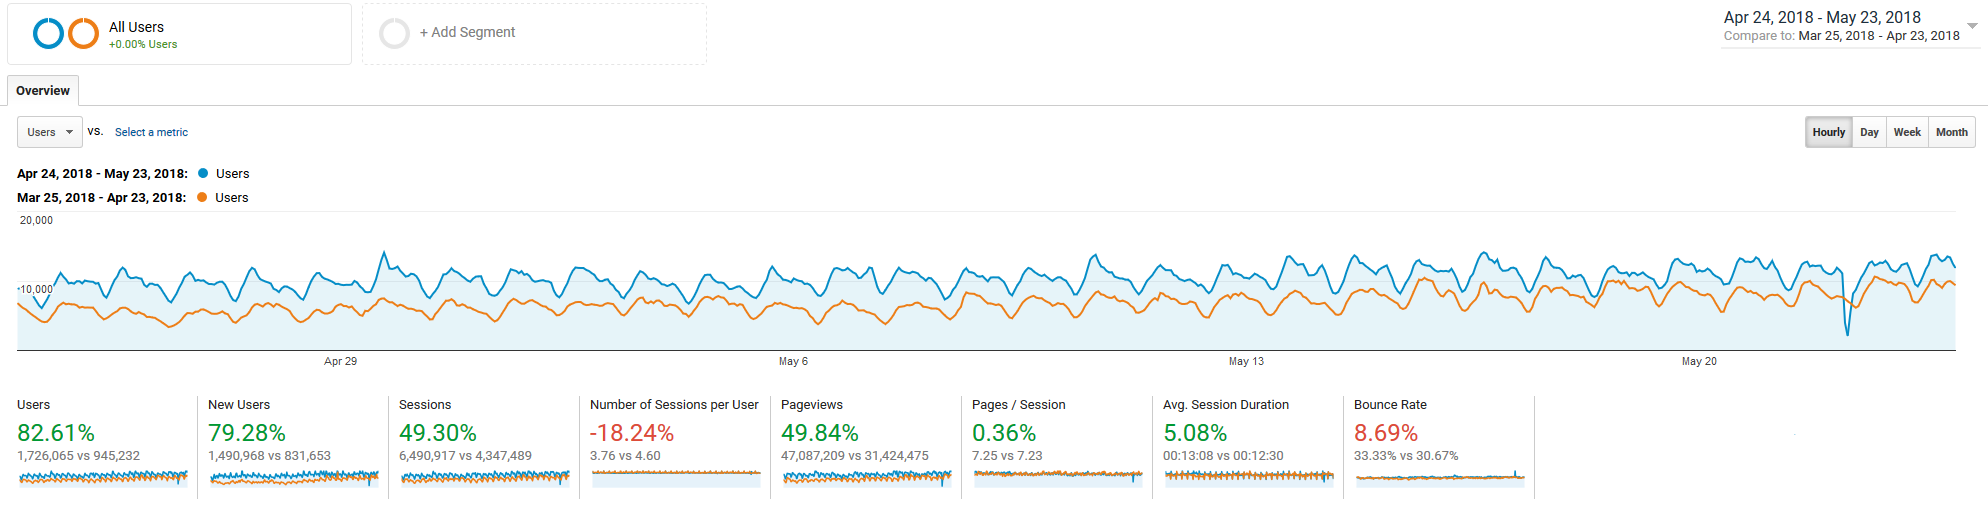 All Users
+0.00% Users
+ Add Segment
Apr 24, 2018 - May 23, 2018
Compare to: Mar 25, 2018 - Apr 23, 2018
Overview
Users VS. Select a metric
Hourly Day Week Month
Apr 24, 2018 - May 23, 2018: Users
Mar 25, 2018 - Apr 23, 2018: Users
20,000
10,000
Apr 29 May 6 May 13 May 20
Users
82.61%
1,726,065 vs 945,232
New Users
79.28%
1,490,968 vs 831,653
Sessions
49.30%
6,490,917 vs 4,347,489
Number of Sessions per User
-18.24%
3.76 vs 4.60
Pageviews
49.84%
47,087,209 vs 31,424,475
Pages / Session
0.36%
7.25 vs 7.23
Avg. Session Duration
5.08%
00:13:08 vs 00:12:30
Bounce Rate
8.69%
33.33% vs 30.67%